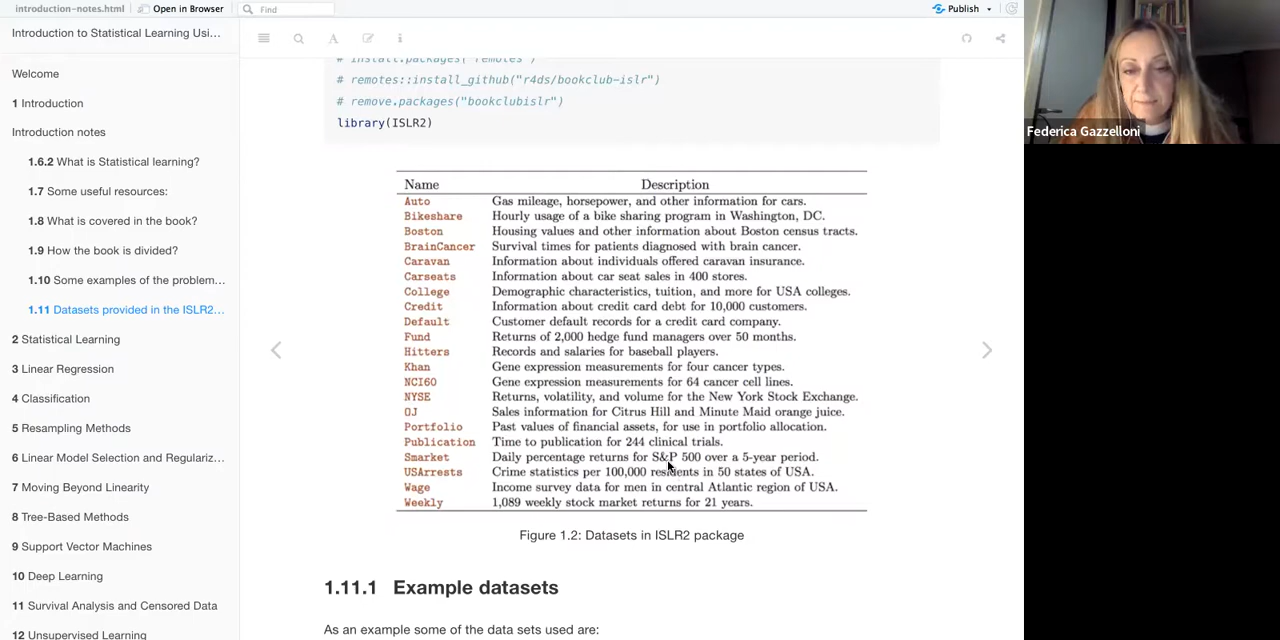 introduction-notes.html
Open in Browser
Find
Publish
Introduction to Statistical Learning Usi...
Welcome
1 Introduction
Introduction notes
1.6.2 What is Statistical learning?
1.7 Some useful resources:
1.8 What is covered in the book?
1.9 How the book is divided?
1.10 Some examples of the problem...
1.11 Datasets provided in the ISLR2...
2 Statistical Learning
3 Linear Regression
4 Classification
5 Resampling Methods
6 Linear Model Selection and Regulariz...
7 Moving Beyond Linearity
8 Tree-Based Methods
9 Support Vector Machines
10 Deep Learning
11 Survival Analysis and Censored Data
12 Unsupervised Learning
# install.packages("remotes")
# remotes::install_github("r4ds/bookclub-islr")
# remove.packages("bookclubislr")
library(ISLR2)
Name Description
Auto Gas mileage, horsepower, and other information for cars.
Bikeshare Hourly usage of a bike sharing program in Washington, DC.
Boston Housing values and other information about Boston census tracts.
BrainCancer Survival times for patients diagnosed with brain cancer.
Caravan Information about individuals offered caravan insurance.
Carseats Information about car seat sales in 400 stores.
College Demographic characteristics, tuition, and more for USA colleges.
Credit Information about credit card debt for 10,000 customers.
Default Customer default records for a credit card company.
Fund Returns of 2,000 hedge fund managers over 50 months.
Hitters Records and salaries for baseball players.
Khan Gene expression measurements for four cancer types.
NCI60 Gene expression measurements for 64 cancer cell lines.
NYSE Returns, volatility, and volume for the New York Stock Exchange.
OJ Sales information for Citrus Hill and Minute Maid orange juice.
Portfolio Past values of financial assets, for use in portfolio allocation.
Publication Time to publication for 244 clinical trials.
Smarket Daily percentage returns for S&P 500 over a 5-year period.
USArrests Crime statistics per 100,000 residents in 50 states of USA.
Wage Income survey data for men in central Atlantic region of USA.
Weekly 1,089 weekly stock market returns for 21 years.
Figure 1.2: Datasets in ISLR2 package
1.11.1 Example datasets
As an example some of the data sets used are:
Federica Gazzelloni